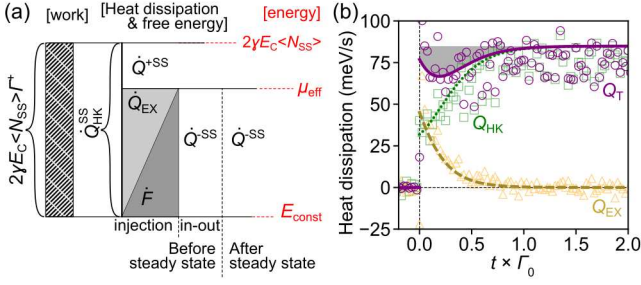 (a)
[work]
[Heat dissipation & free energy]
[energy]
2γE_C<N_SS>
Q̇^+SS
μ_eff
2γE_C<N_SS>Γ^+
Q̇_HK^SS
Q̇_EX
Q̇^-SS
Q̇^-SS
Ḟ
E_const
injection
in-out
Before steady state
After steady state
(b)
Heat dissipation (meV/s)
100
75
50
25
0
−25
Q_T
Q_HK
Q_EX
0.0
0.5
1.0
1.5
2.0
t × Γ_0